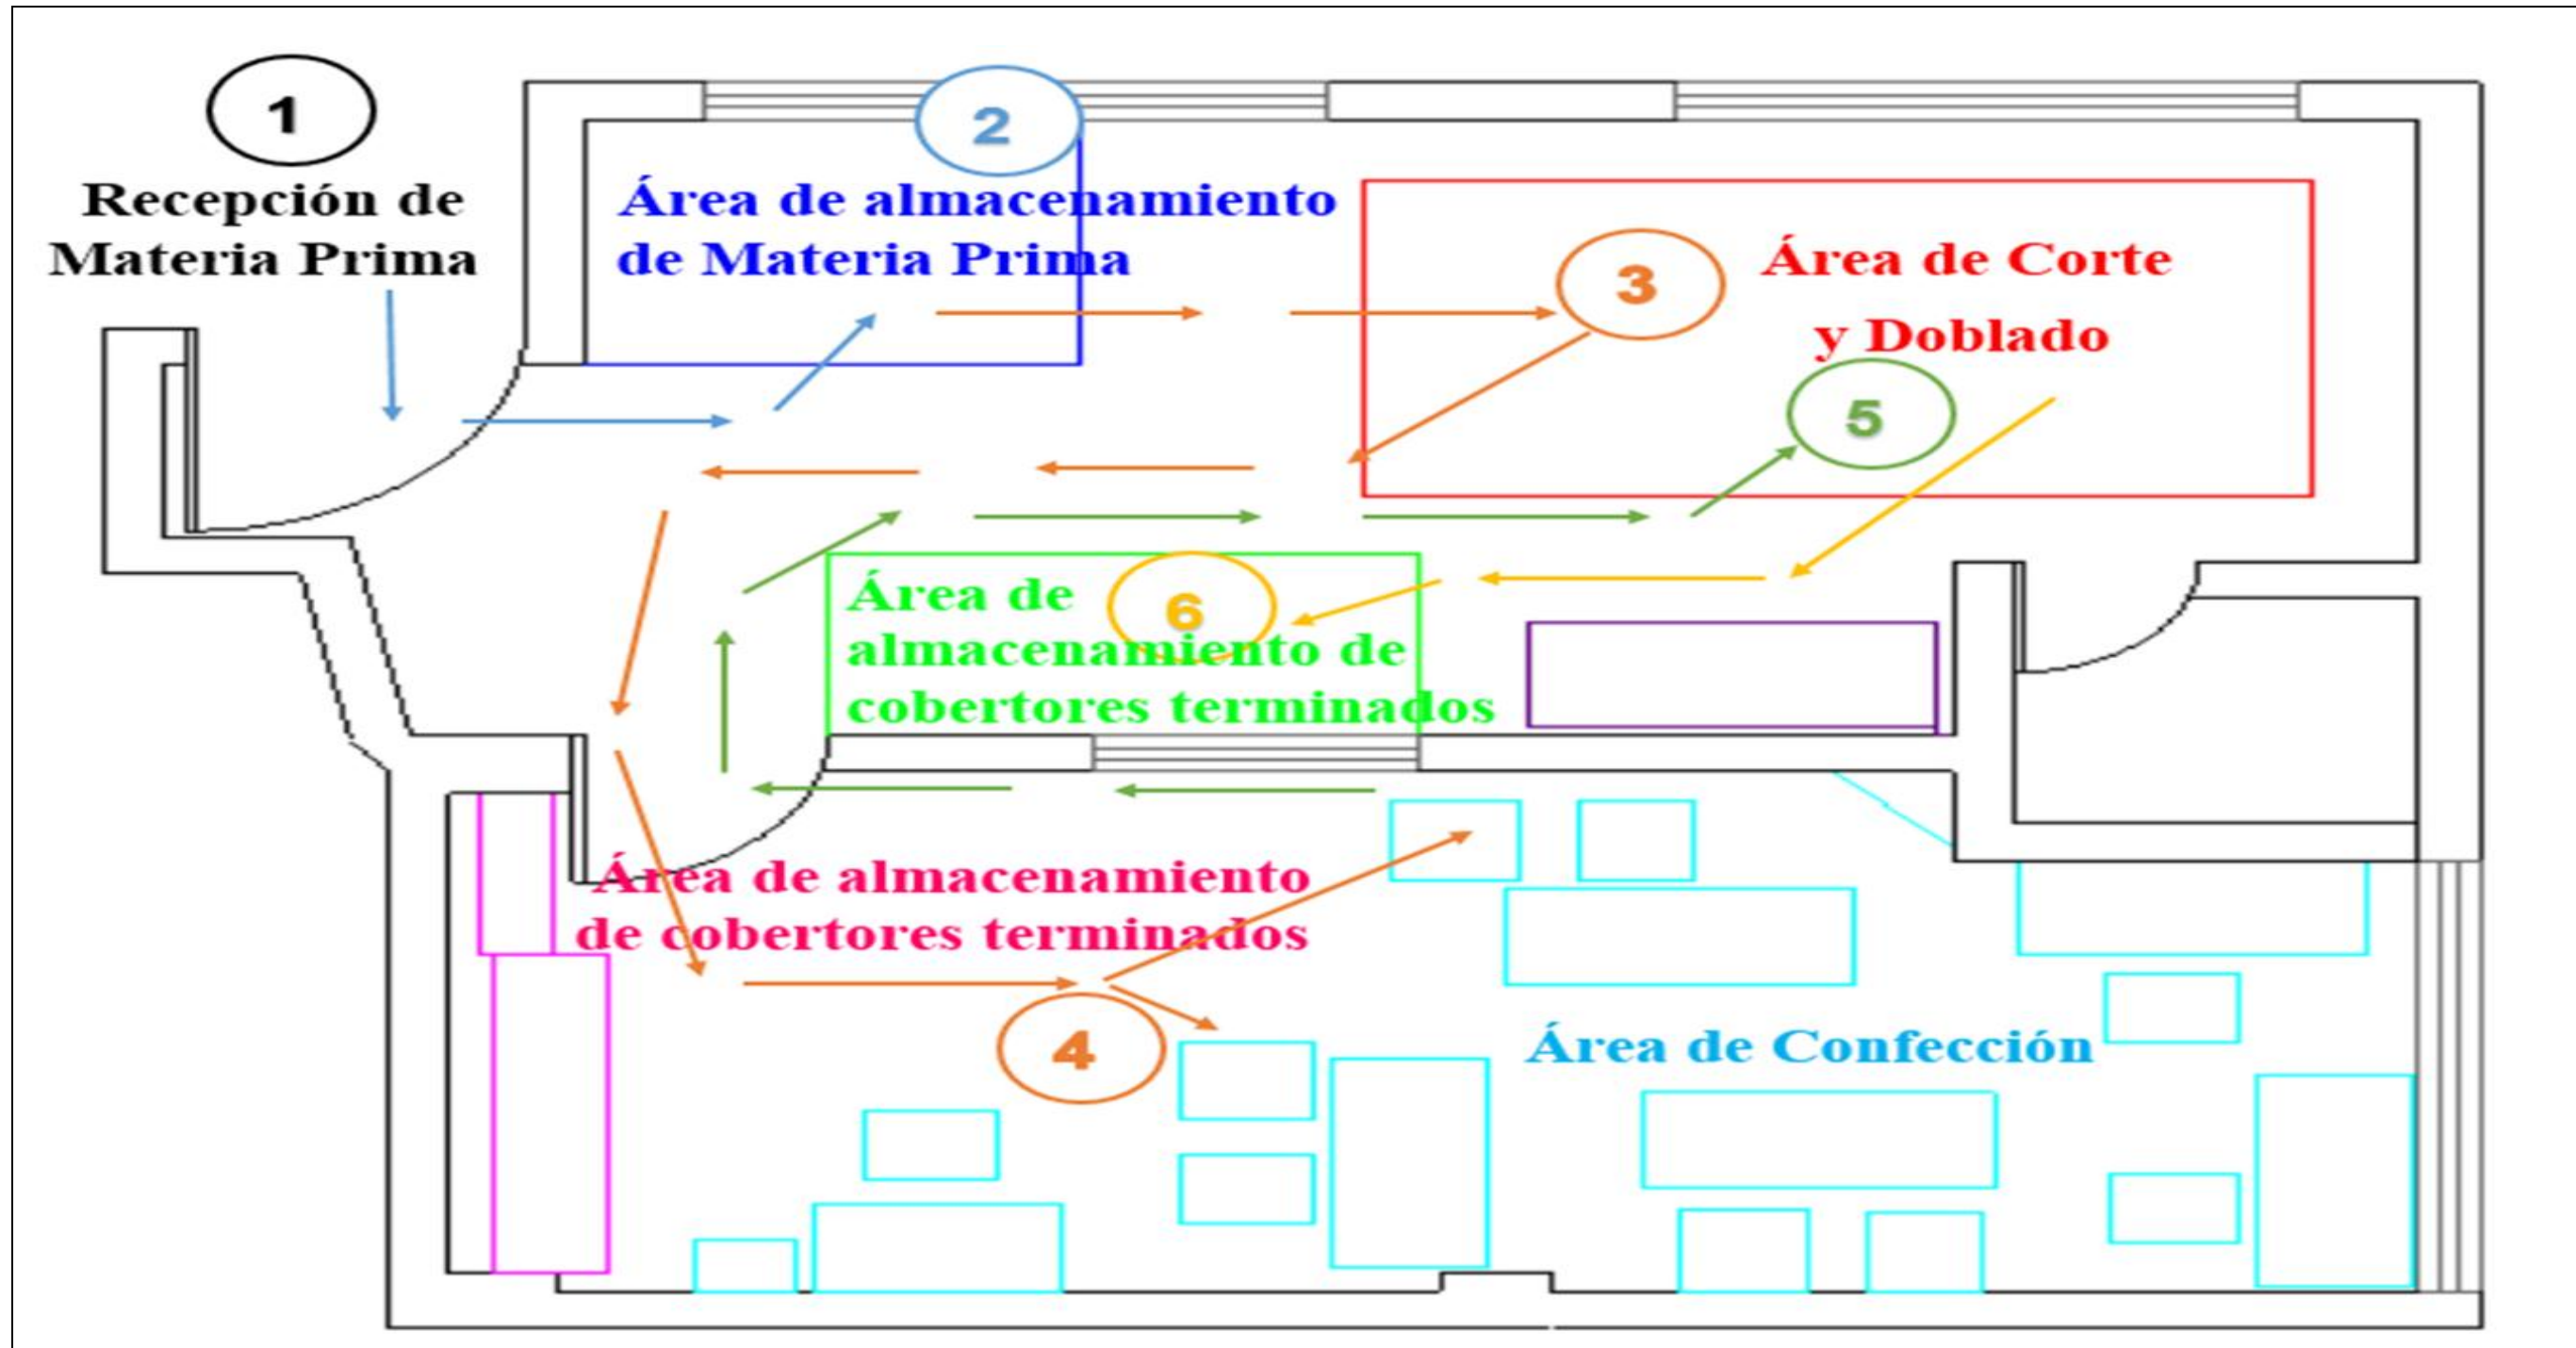 1
Recepción de
Materia Prima
2
Área de almacenamiento
de Materia Prima
3
Área de Corte
y Doblado
5
6
Área de
almacenamiento de
cobertores terminados
Área de almacenamiento
de cobertores terminados
4
Área de Confección